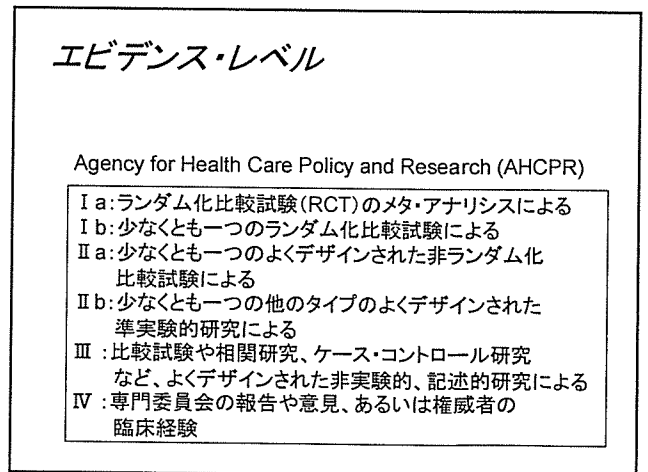 エビデンス・レベル
Agency for Health Care Policy and Research (AHCPR)
Ⅰa:ランダム化比較試験(RCT)のメタ・アナリシスによる
Ⅰb:少なくとも一つのランダム化比較試験による
Ⅱa:少なくとも一つのよくデザインされた非ランダム化
比較試験による
Ⅱb:少なくとも一つの他のタイプのよくデザインされた
準実験的研究による
Ⅲ:比較試験や相関研究、ケース・コントロール研究
など、よくデザインされた非実験的、記述的研究による
Ⅳ:専門委員会の報告や意見、あるいは権威者の
臨床経験